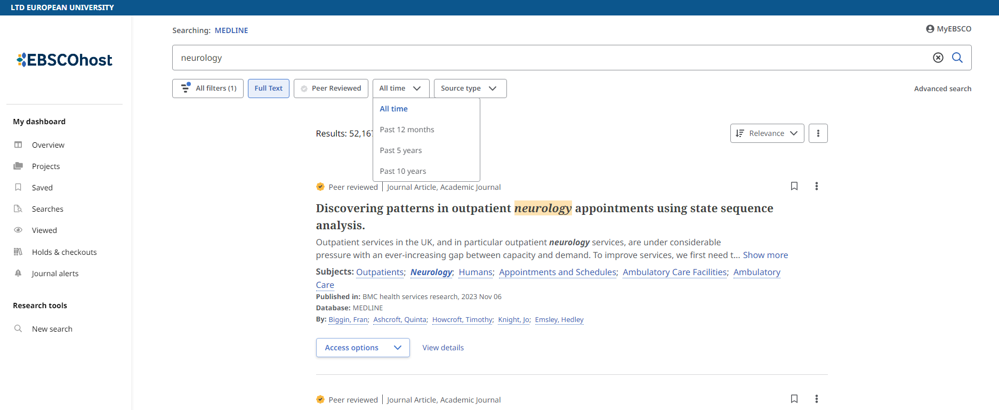 LTD EUROPEAN UNIVERSITY
Searching: MEDLINE
MyEBSCO
EBSCOhost
neurology
All filters (1)
Full Text
Peer Reviewed
All time
Source type
Advanced search
All time
Past 12 months
Past 5 years
Past 10 years
Results:
Relevance
My dashboard
Overview
Projects
Saved
Searches
Viewed
Holds & checkouts
Journal alerts
Research tools
New search
Peer reviewed | Journal Article, Academic Journal
Discovering patterns in outpatient neurology appointments using state sequence
analysis.
Outpatient services in the UK, and in particular outpatient neurology services, are under considerable
pressure with an ever-increasing gap between capacity and demand. To improve services, we first need t... Show more
Subjects: Outpatients; Neurology; Humans; Appointments and Schedules; Ambulatory Care Facilities; Ambulatory
Care
Published in: BMC health services research, 2023 Nov 06
Database: MEDLINE
By: Biggin, Fran; Ashcroft, Quinta; Howcroft, Timothy; Knight, Jo; Emsley, Hedley
Access options
View details
Peer reviewed | Journal Article, Academic Journal